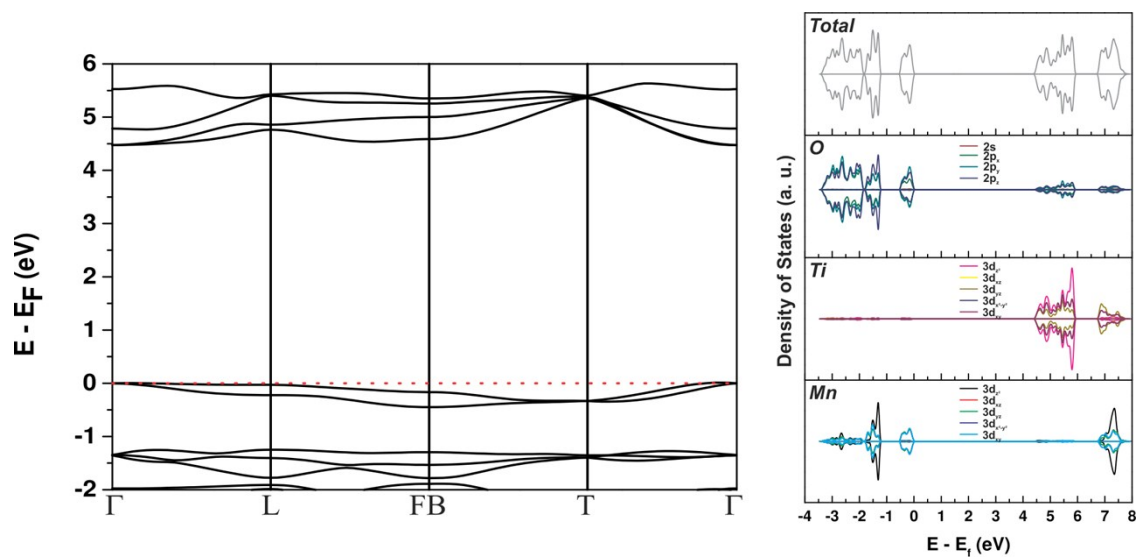 6
5
4
3
2
1
0
-1
-2
E - E_F (eV)
Γ L FB T Γ
Total
O
2s
2p_x
2p_y
2p_z
Ti
3d_z²
3d_xz
3d_yz
3d_x²-y²
3d_xy
Mn
3d_z²
3d_xz
3d_yz
3d_x²-y²
3d_xy
Density of States (a. u.)
-4 -3 -2 -1 0 1 2 3 4 5 6 7 8
E - E_f (eV)